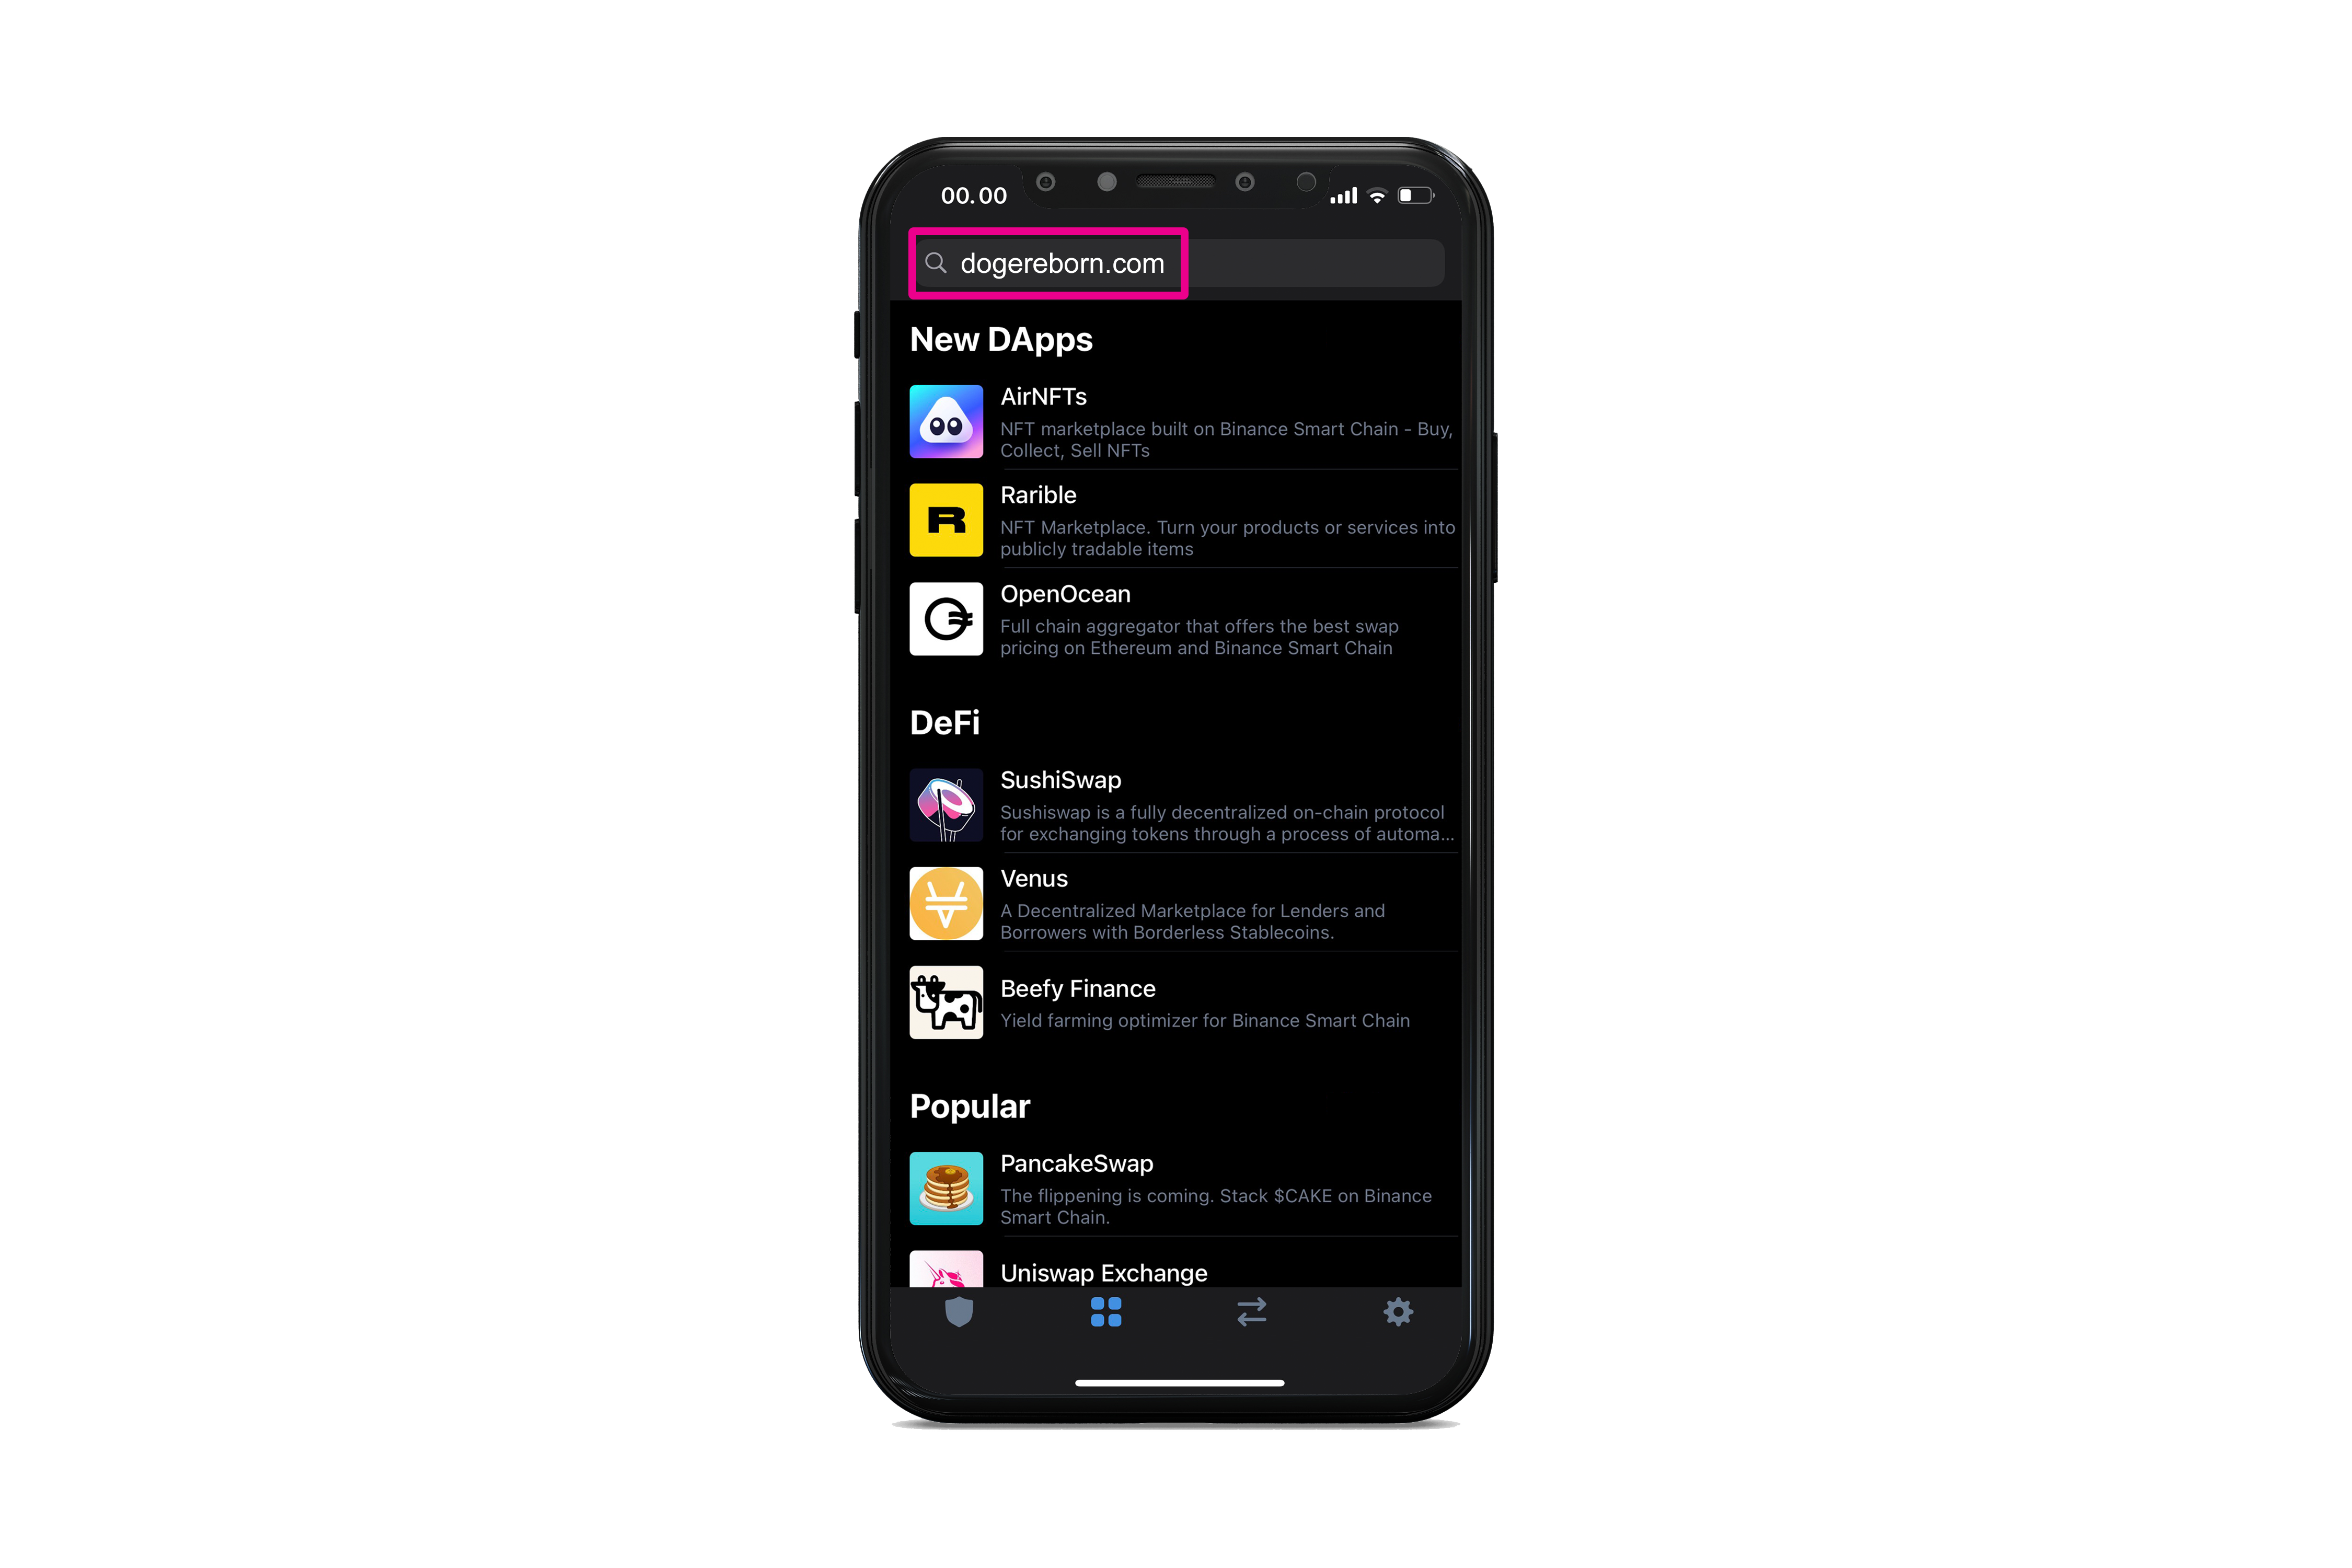 00.00
dogereborn.com
New DApps
AirNFTs
NFT marketplace built on Binance Smart Chain - Buy,
Collect, Sell NFTs
R
Rarible
NFT Marketplace. Turn your products or services into
publicly tradable items
OpenOcean
Full chain aggregator that offers the best swap
pricing on Ethereum and Binance Smart Chain
DeFi
SushiSwap
Sushiswap is a fully decentralized on-chain protocol
for exchanging tokens through a process of automa...
Venus
A Decentralized Marketplace for Lenders and
Borrowers with Borderless Stablecoins.
Beefy Finance
Yield farming optimizer for Binance Smart Chain
Popular
PancakeSwap
The flippening is coming. Stack $CAKE on Binance
Smart Chain.
Uniswap Exchange